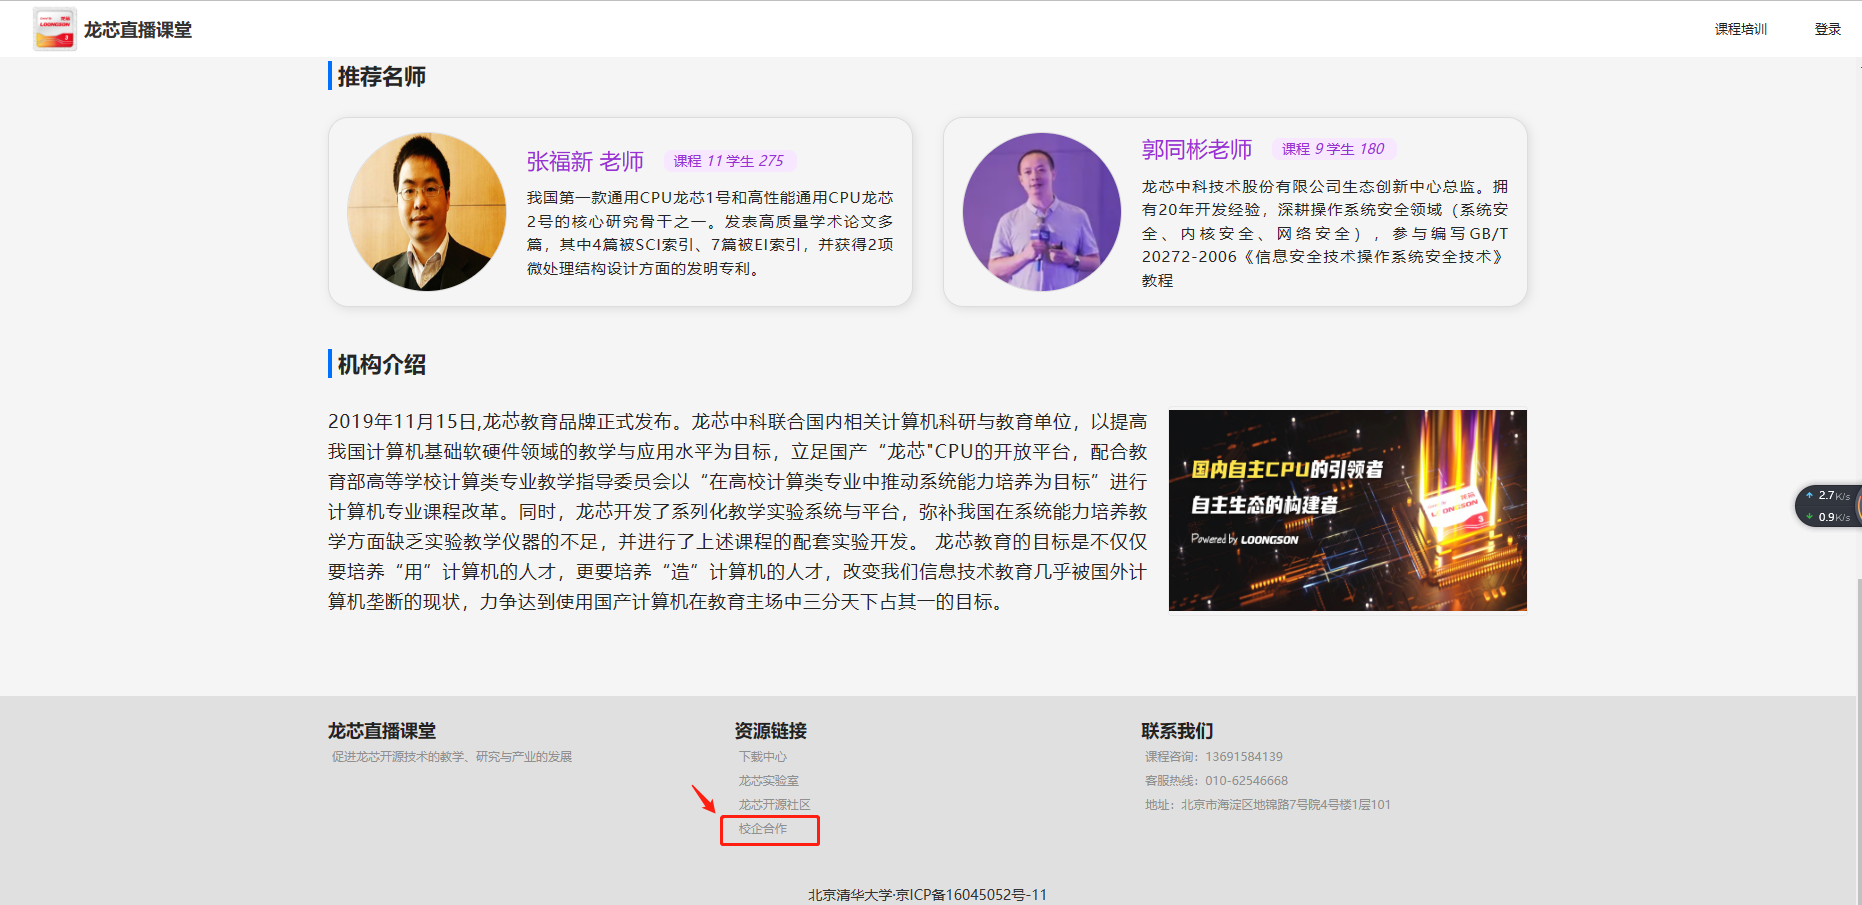 龙芯直播课堂
课程培训
登录
推荐名师
张福新 老师
课程 11 学生 275
我国第一款通用CPU龙芯1号和高性能通用CPU龙芯
2号的核心研究骨干之一。发表高质量学术论文多
篇，其中4篇被SCI索引、7篇被EI索引，并获得2项
微处理结构设计方面的发明专利。
郭同彬老师
课程 9 学生 180
龙芯中科技术股份有限公司生态创新中心总监。拥
有20年开发经验，深耕操作系统安全领域（系统安
全、内核安全、网络安全），参与编写GB/T
20272-2006《信息安全技术操作系统安全技术》
教程
机构介绍
2019年11月15日,龙芯教育品牌正式发布。龙芯中科联合国内相关计算机科研与教育单位，以提高
我国计算机基础软硬件领域的教学与应用水平为目标，立足国产“龙芯"CPU的开放平台，配合教
育部高等学校计算类专业教学指导委员会以“在高校计算类专业中推动系统能力培养为目标”进行
计算机专业课程改革。同时，龙芯开发了系列化教学实验系统与平台，弥补我国在系统能力培养教
学方面缺乏实验教学仪器的不足，并进行了上述课程的配套实验开发。 龙芯教育的目标是不仅仅
要培养“用”计算机的人才，更要培养“造”计算机的人才，改变我们信息技术教育几乎被国外计
算机垄断的现状，力争达到使用国产计算机在教育主场中三分天下占其一的目标。
国内自主CPU的引领者
自主生态的构建者
Powered by LOONGSON
龙芯
LOONGSON
3
2.7K/s
0.9K/s
龙芯直播课堂
促进龙芯开源技术的教学、研究与产业的发展
资源链接
下载中心
龙芯实验室
龙芯开源社区
校企合作
联系我们
课程咨询：13691584139
客服热线：010-62546668
地址：北京市海淀区地锦路7号院4号楼1层101
北京清华大学·京ICP备16045052号-11